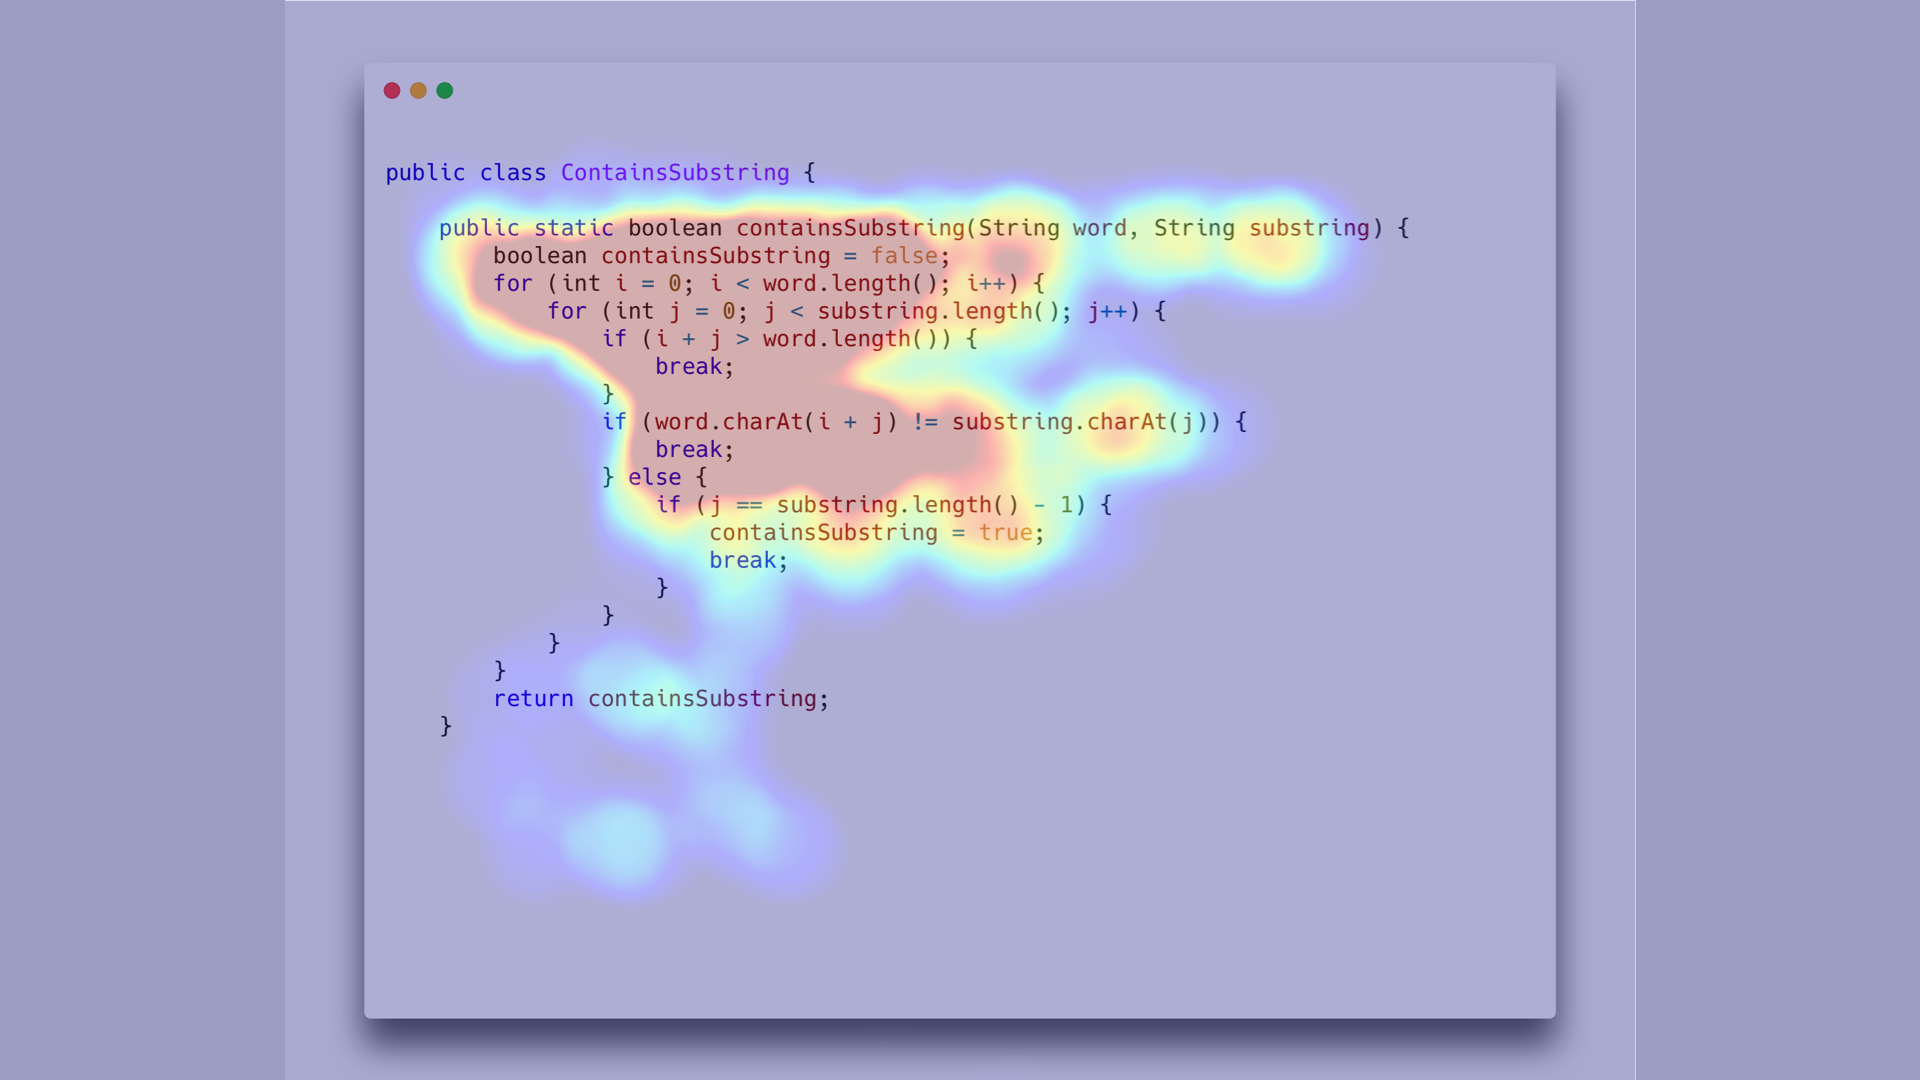 public class ContainsSubstring {
public static boolean containsSubstring(String word, String substring) {
boolean containsSubstring = false;
for (int i = 0; i < word.length(); i++) {
for (int j = 0; j < substring.length(); j++) {
if (i + j > word.length()) {
break;
}
if (word.charAt(i + j) != substring.charAt(j)) {
break;
} else {
if (j == substring.length() - 1) {
containsSubstring = true;
break;
}
}
}
}
return containsSubstring;
}